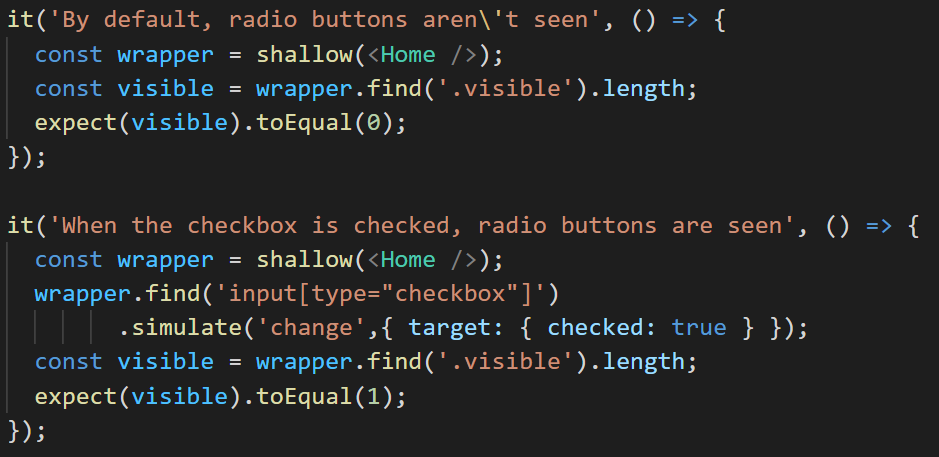 it('By default, radio buttons aren\'t seen', () => {
  const wrapper = shallow(<Home />);
  const visible = wrapper.find('.visible').length;
  expect(visible).toEqual(0);
});

it('When the checkbox is checked, radio buttons are seen', () => {
  const wrapper = shallow(<Home />);
  wrapper.find('input[type="checkbox"]')
        .simulate('change',{ target: { checked: true } });
  const visible = wrapper.find('.visible').length;
  expect(visible).toEqual(1);
});